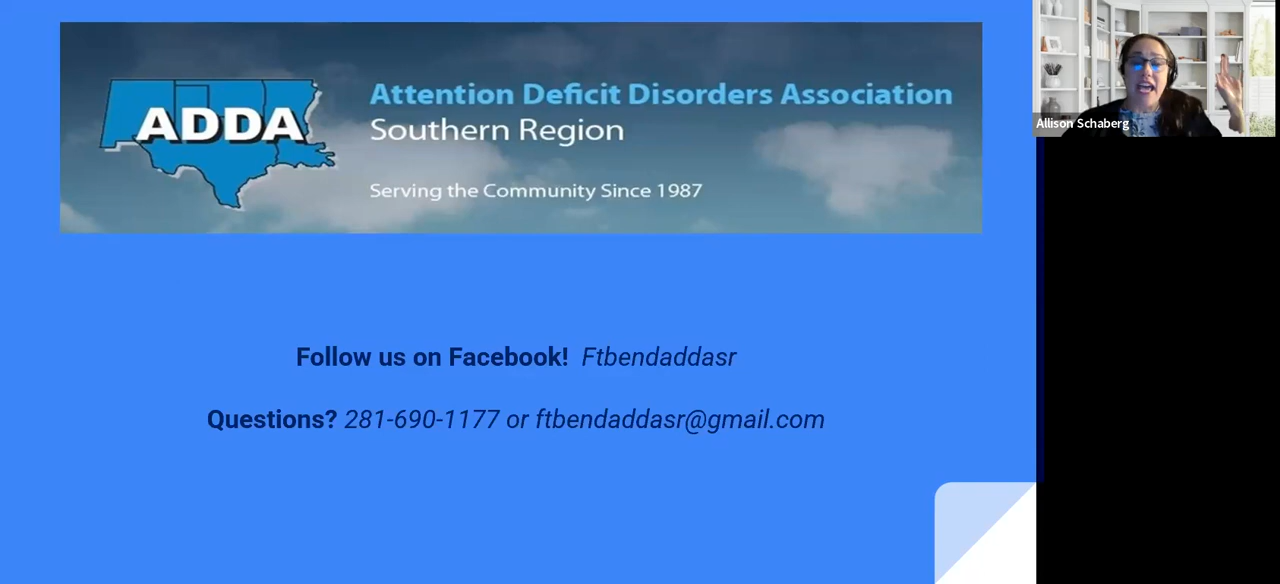 ADDA
Attention Deficit Disorders Association
Southern Region
Serving the Community Since 1987
Allison Schaberg
Follow us on Facebook! Ftbendaddasr
Questions? 281-690-1177 or ftbendaddasr@gmail.com